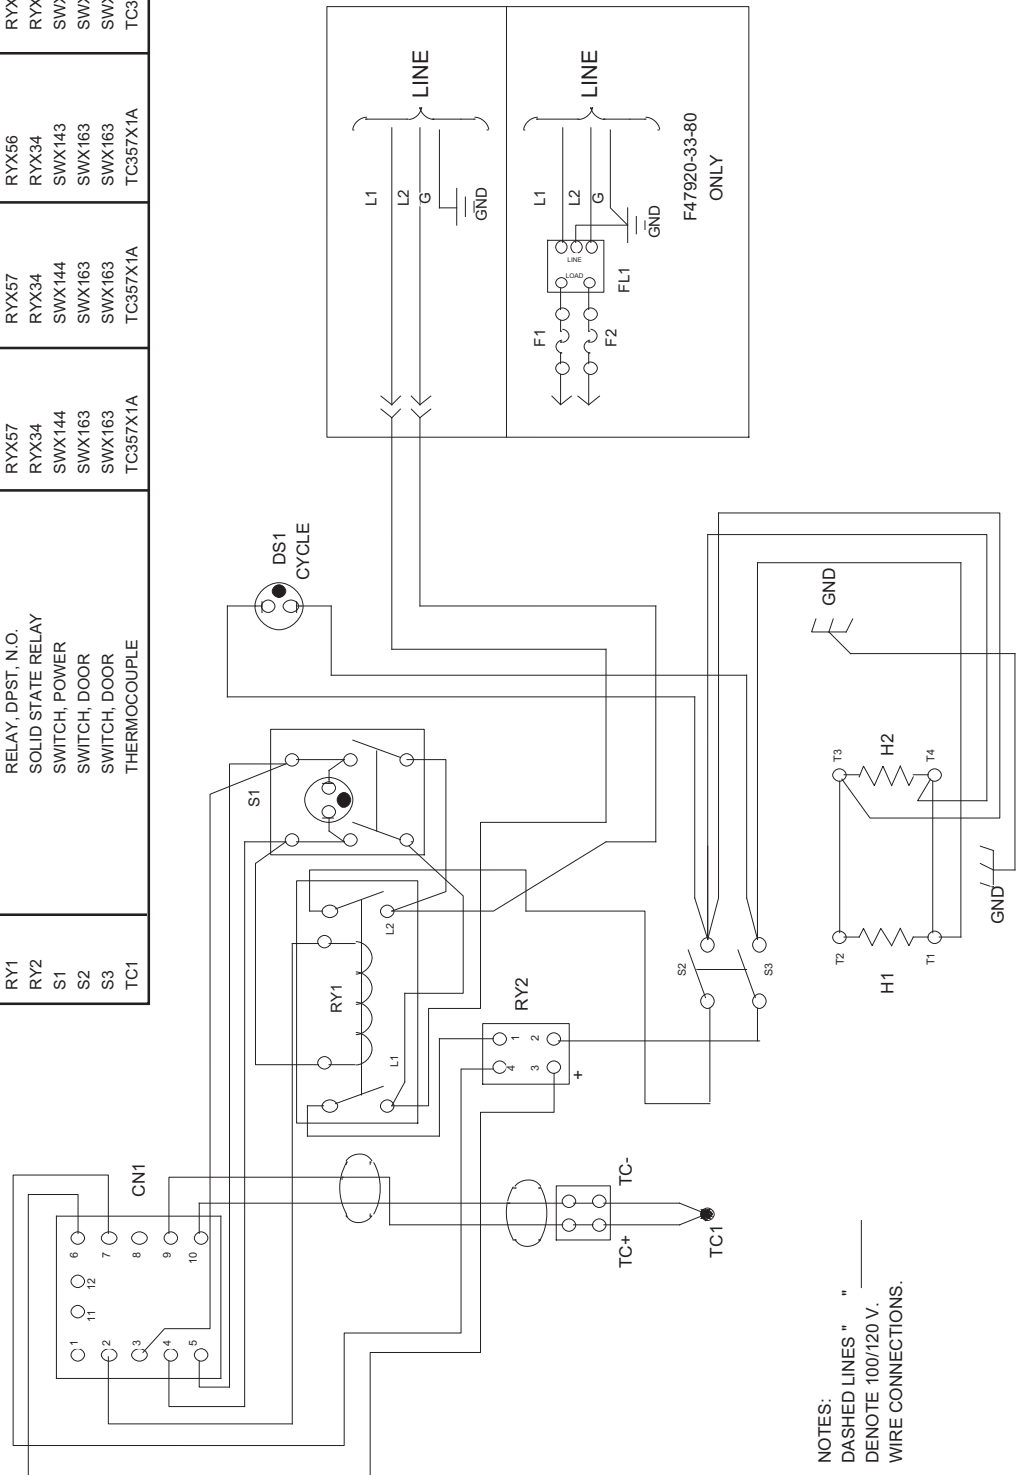 RY1 RELAY, DPST, N.O. RYX57 RYX57 RYX56
RY2 SOLID STATE RELAY RYX34 RYX34 RYX34
S1 SWITCH, POWER SWX144 SWX144 SWX143
S2 SWITCH, DOOR SWX163 SWX163 SWX163
S3 SWITCH, DOOR SWX163 SWX163 SWX163
TC1 THERMOCOUPLE TC357X1A TC357X1A TC357X1A
CN1
1
2
3
4
5
6
7
8
9
10
11
12
RY1
L1
L2
S1
DS1
CYCLE
L1
L2
G
GND
LINE
L1
L2
G
GND
LINE
LINE
LOAD
FL1
F1
F2
F47920-33-80
ONLY
RY2
1
2
3
4
+
TC+
TC-
TC1
S2
S3
H1
H2
T1
T2
T3
T4
GND
GND
NOTES:
DASHED LINES " "
DENOTE 100/120 V.
WIRE CONNECTIONS.